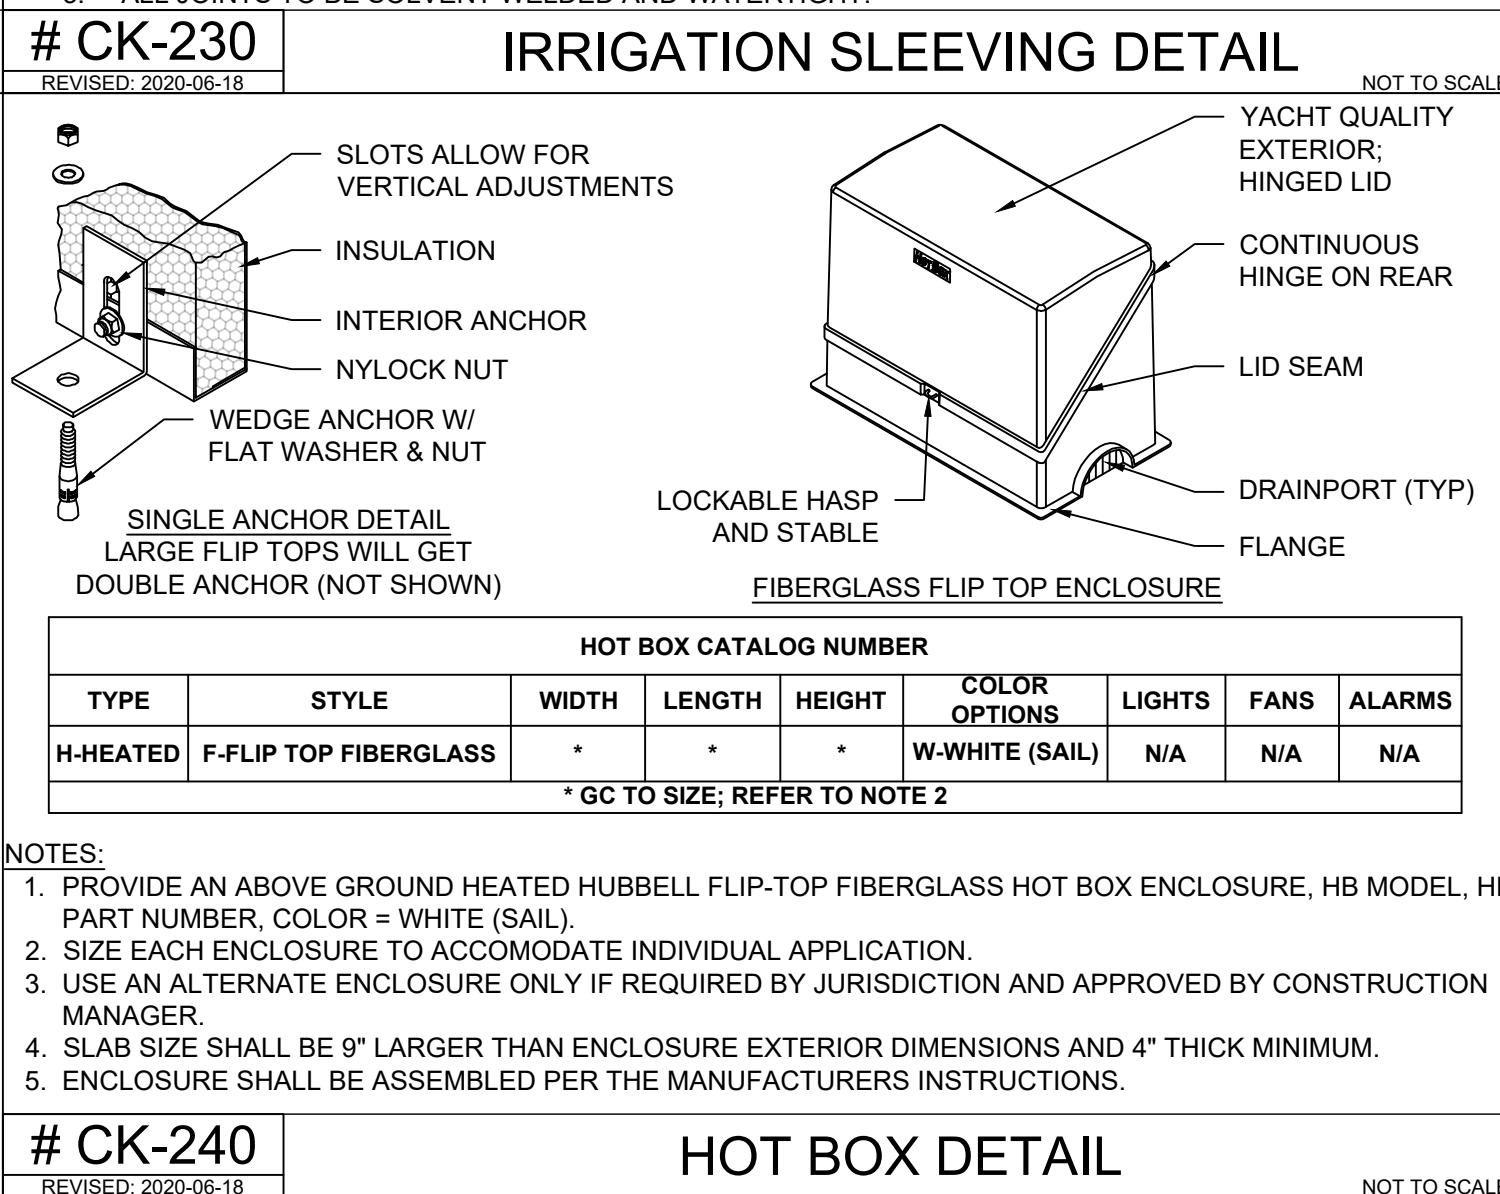 ALL JOINTS TO BE SOLVENT WELDED AND WATERTIGHT.
# CK-230
REVISED: 2020-06-18
IRRIGATION SLEEVING DETAIL
NOT TO SCALE
SLOTS ALLOW FOR
VERTICAL ADJUSTMENTS
INSULATION
INTERIOR ANCHOR
NYLOCK NUT
WEDGE ANCHOR W/
FLAT WASHER & NUT
SINGLE ANCHOR DETAIL
LARGE FLIP TOPS WILL GET
DOUBLE ANCHOR (NOT SHOWN)
YACHT QUALITY
EXTERIOR;
HINGED LID
CONTINUOUS
HINGE ON REAR
LID SEAM
DRAINPORT (TYP)
FLANGE
LOCKABLE HASP
AND STABLE
FIBERGLASS FLIP TOP ENCLOSURE
HOT BOX CATALOG NUMBER
TYPE STYLE WIDTH LENGTH HEIGHT COLOR OPTIONS LIGHTS FANS ALARMS
H-HEATED F-FLIP TOP FIBERGLASS * * * W-WHITE (SAIL) N/A N/A N/A
* GC TO SIZE; REFER TO NOTE 2
NOTES:
1. PROVIDE AN ABOVE GROUND HEATED HUBBELL FLIP-TOP FIBERGLASS HOT BOX ENCLOSURE, HB MODEL,
PART NUMBER, COLOR = WHITE (SAIL).
2. SIZE EACH ENCLOSURE TO ACCOMODATE INDIVIDUAL APPLICATION.
3. USE AN ALTERNATE ENCLOSURE ONLY IF REQUIRED BY JURISDICTION AND APPROVED BY CONSTRUCTION
MANAGER.
4. SLAB SIZE SHALL BE 9" LARGER THAN ENCLOSURE EXTERIOR DIMENSIONS AND 4" THICK MINIMUM.
5. ENCLOSURE SHALL BE ASSEMBLED PER THE MANUFACTURERS INSTRUCTIONS.
# CK-240
REVISED: 2020-06-18
HOT BOX DETAIL
NOT TO SCALE